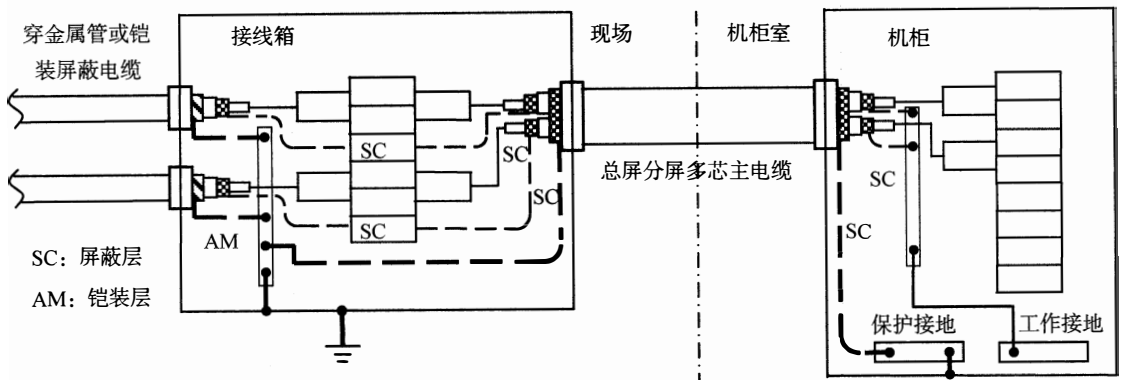 穿金属管或铠
装屏蔽电缆
接线箱
现场
机柜室
机柜
SC
SC
总屏分屏多芯主电缆
SC
SC
SC
AM
SC
SC：屏蔽层
AM：铠装层
保护接地
工作接地